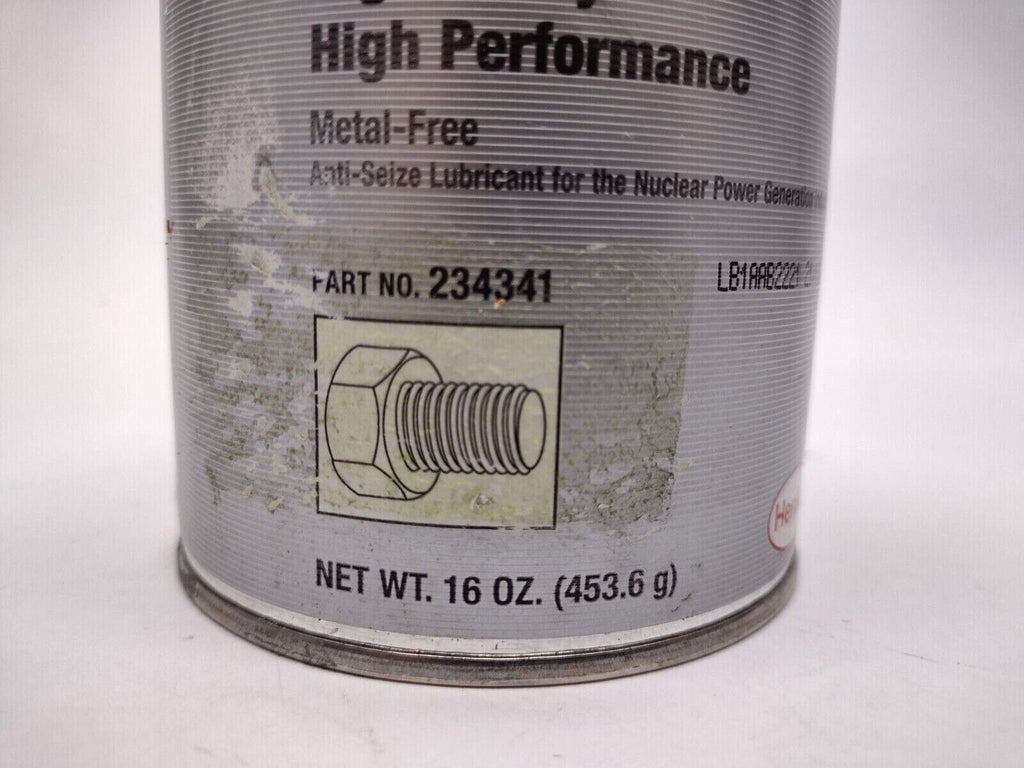 High Performance
Metal-Free
Anti-Seize Lubricant for the Nuclear Power Generation
PART NO. 234341
LB1AAB2221
NET WT. 16 OZ. (453.6 g)